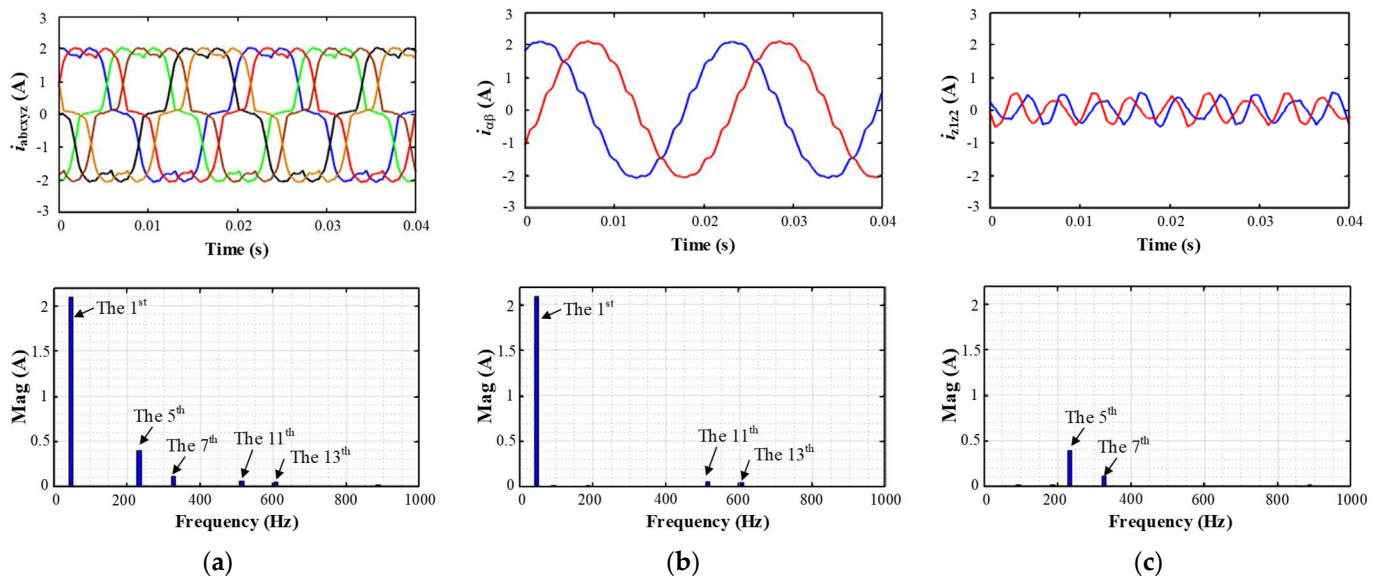 3
2
1
0
-1
-2
-3
i_abcxyz (A)
0 0.01 0.02 0.03 0.04
Time (s)
3
2
1
0
-1
-2
-3
i_αβ (A)
0 0.01 0.02 0.03 0.04
Time (s)
3
2
1
0
-1
-2
-3
i_z1z2 (A)
0 0.01 0.02 0.03 0.04
Time (s)
2
1.5
1
0.5
0
Mag (A)
The 1st
The 5th
The 7th
The 11th
The 13th
0 200 400 600 800 1000
Frequency (Hz)
2
1.5
1
0.5
0
Mag (A)
The 1st
The 11th
The 13th
0 200 400 600 800 1000
Frequency (Hz)
2
1.5
1
0.5
0
Mag (A)
The 5th
The 7th
0 200 400 600 800 1000
Frequency (Hz)
(a) (b) (c)